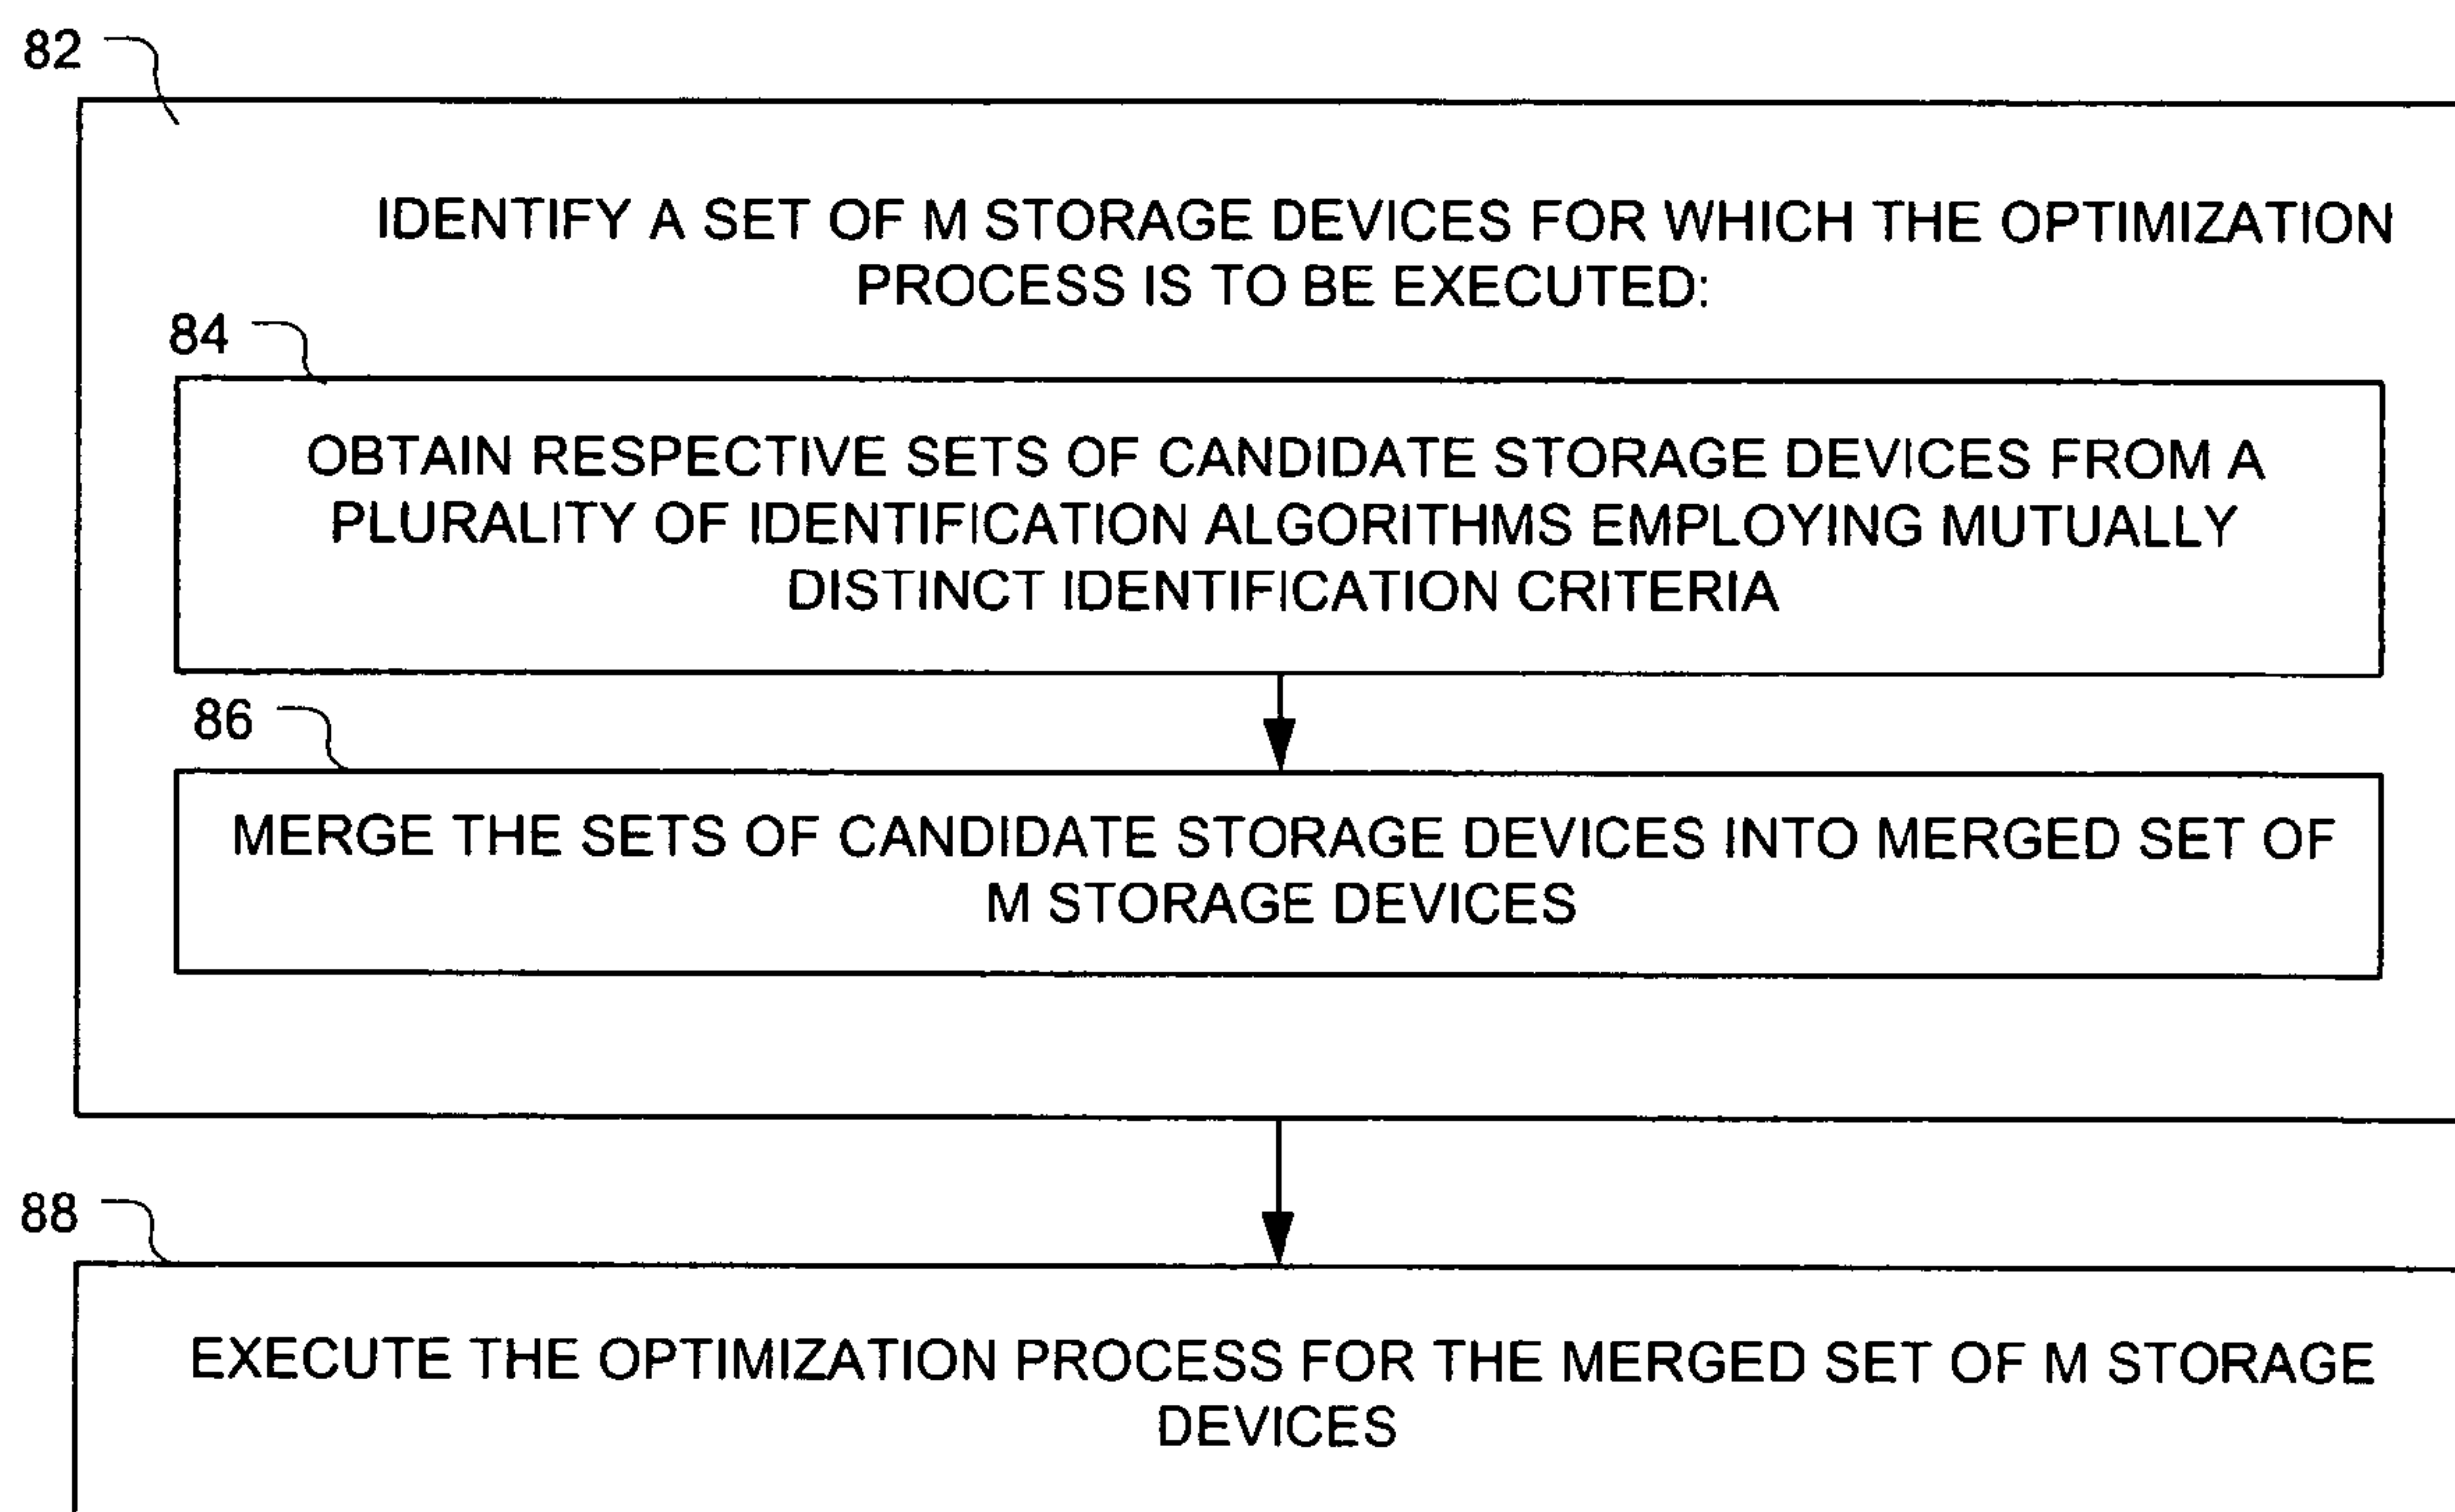 82
IDENTIFY A SET OF M STORAGE DEVICES FOR WHICH THE OPTIMIZATION
PROCESS IS TO BE EXECUTED:
84
OBTAIN RESPECTIVE SETS OF CANDIDATE STORAGE DEVICES FROM A
PLURALITY OF IDENTIFICATION ALGORITHMS EMPLOYING MUTUALLY
DISTINCT IDENTIFICATION CRITERIA
86
MERGE THE SETS OF CANDIDATE STORAGE DEVICES INTO MERGED SET OF
M STORAGE DEVICES
88
EXECUTE THE OPTIMIZATION PROCESS FOR THE MERGED SET OF M STORAGE
DEVICES